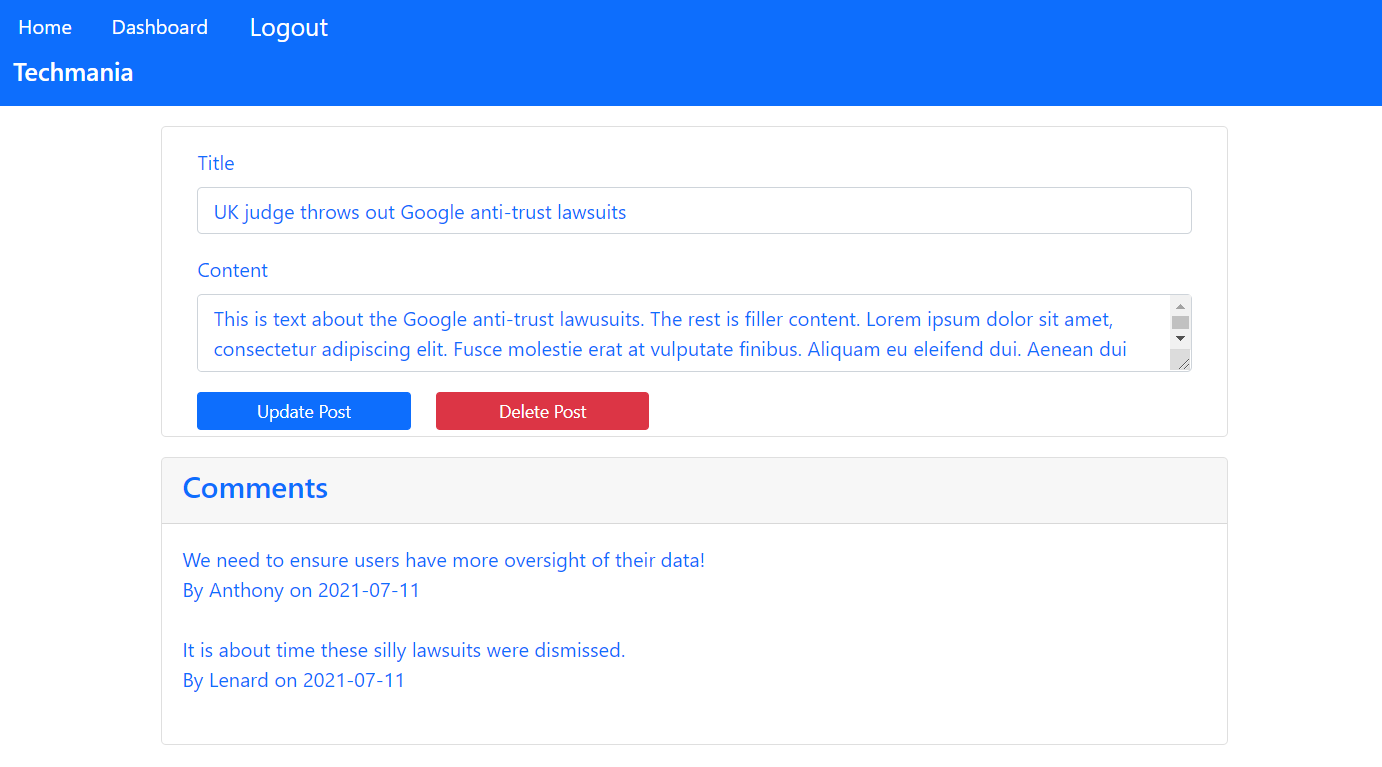 Home Dashboard Logout
Techmania
Title
UK judge throws out Google anti-trust lawsuits
Content
This is text about the Google anti-trust lawusuits. The rest is filler content. Lorem ipsum dolor sit amet,
consectetur adipiscing elit. Fusce molestie erat at vulputate finibus. Aliquam eu eleifend dui. Aenean dui
Update Post Delete Post
Comments
We need to ensure users have more oversight of their data!
By Anthony on 2021-07-11
It is about time these silly lawsuits were dismissed.
By Lenard on 2021-07-11